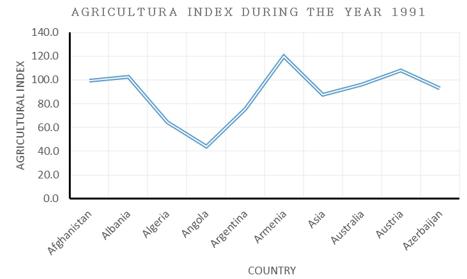 AGRICULTURA INDEX DURING THE YEAR 1991
AGRICULTURAL INDEX
140.0
120.0
100.0
80.0
60.0
40.0
20.0
0.0
Afghanistan
Albania
Algeria
Angola
Argentina
Armenia
Asia
Australia
Austria
Azerbaijan
COUNTRY